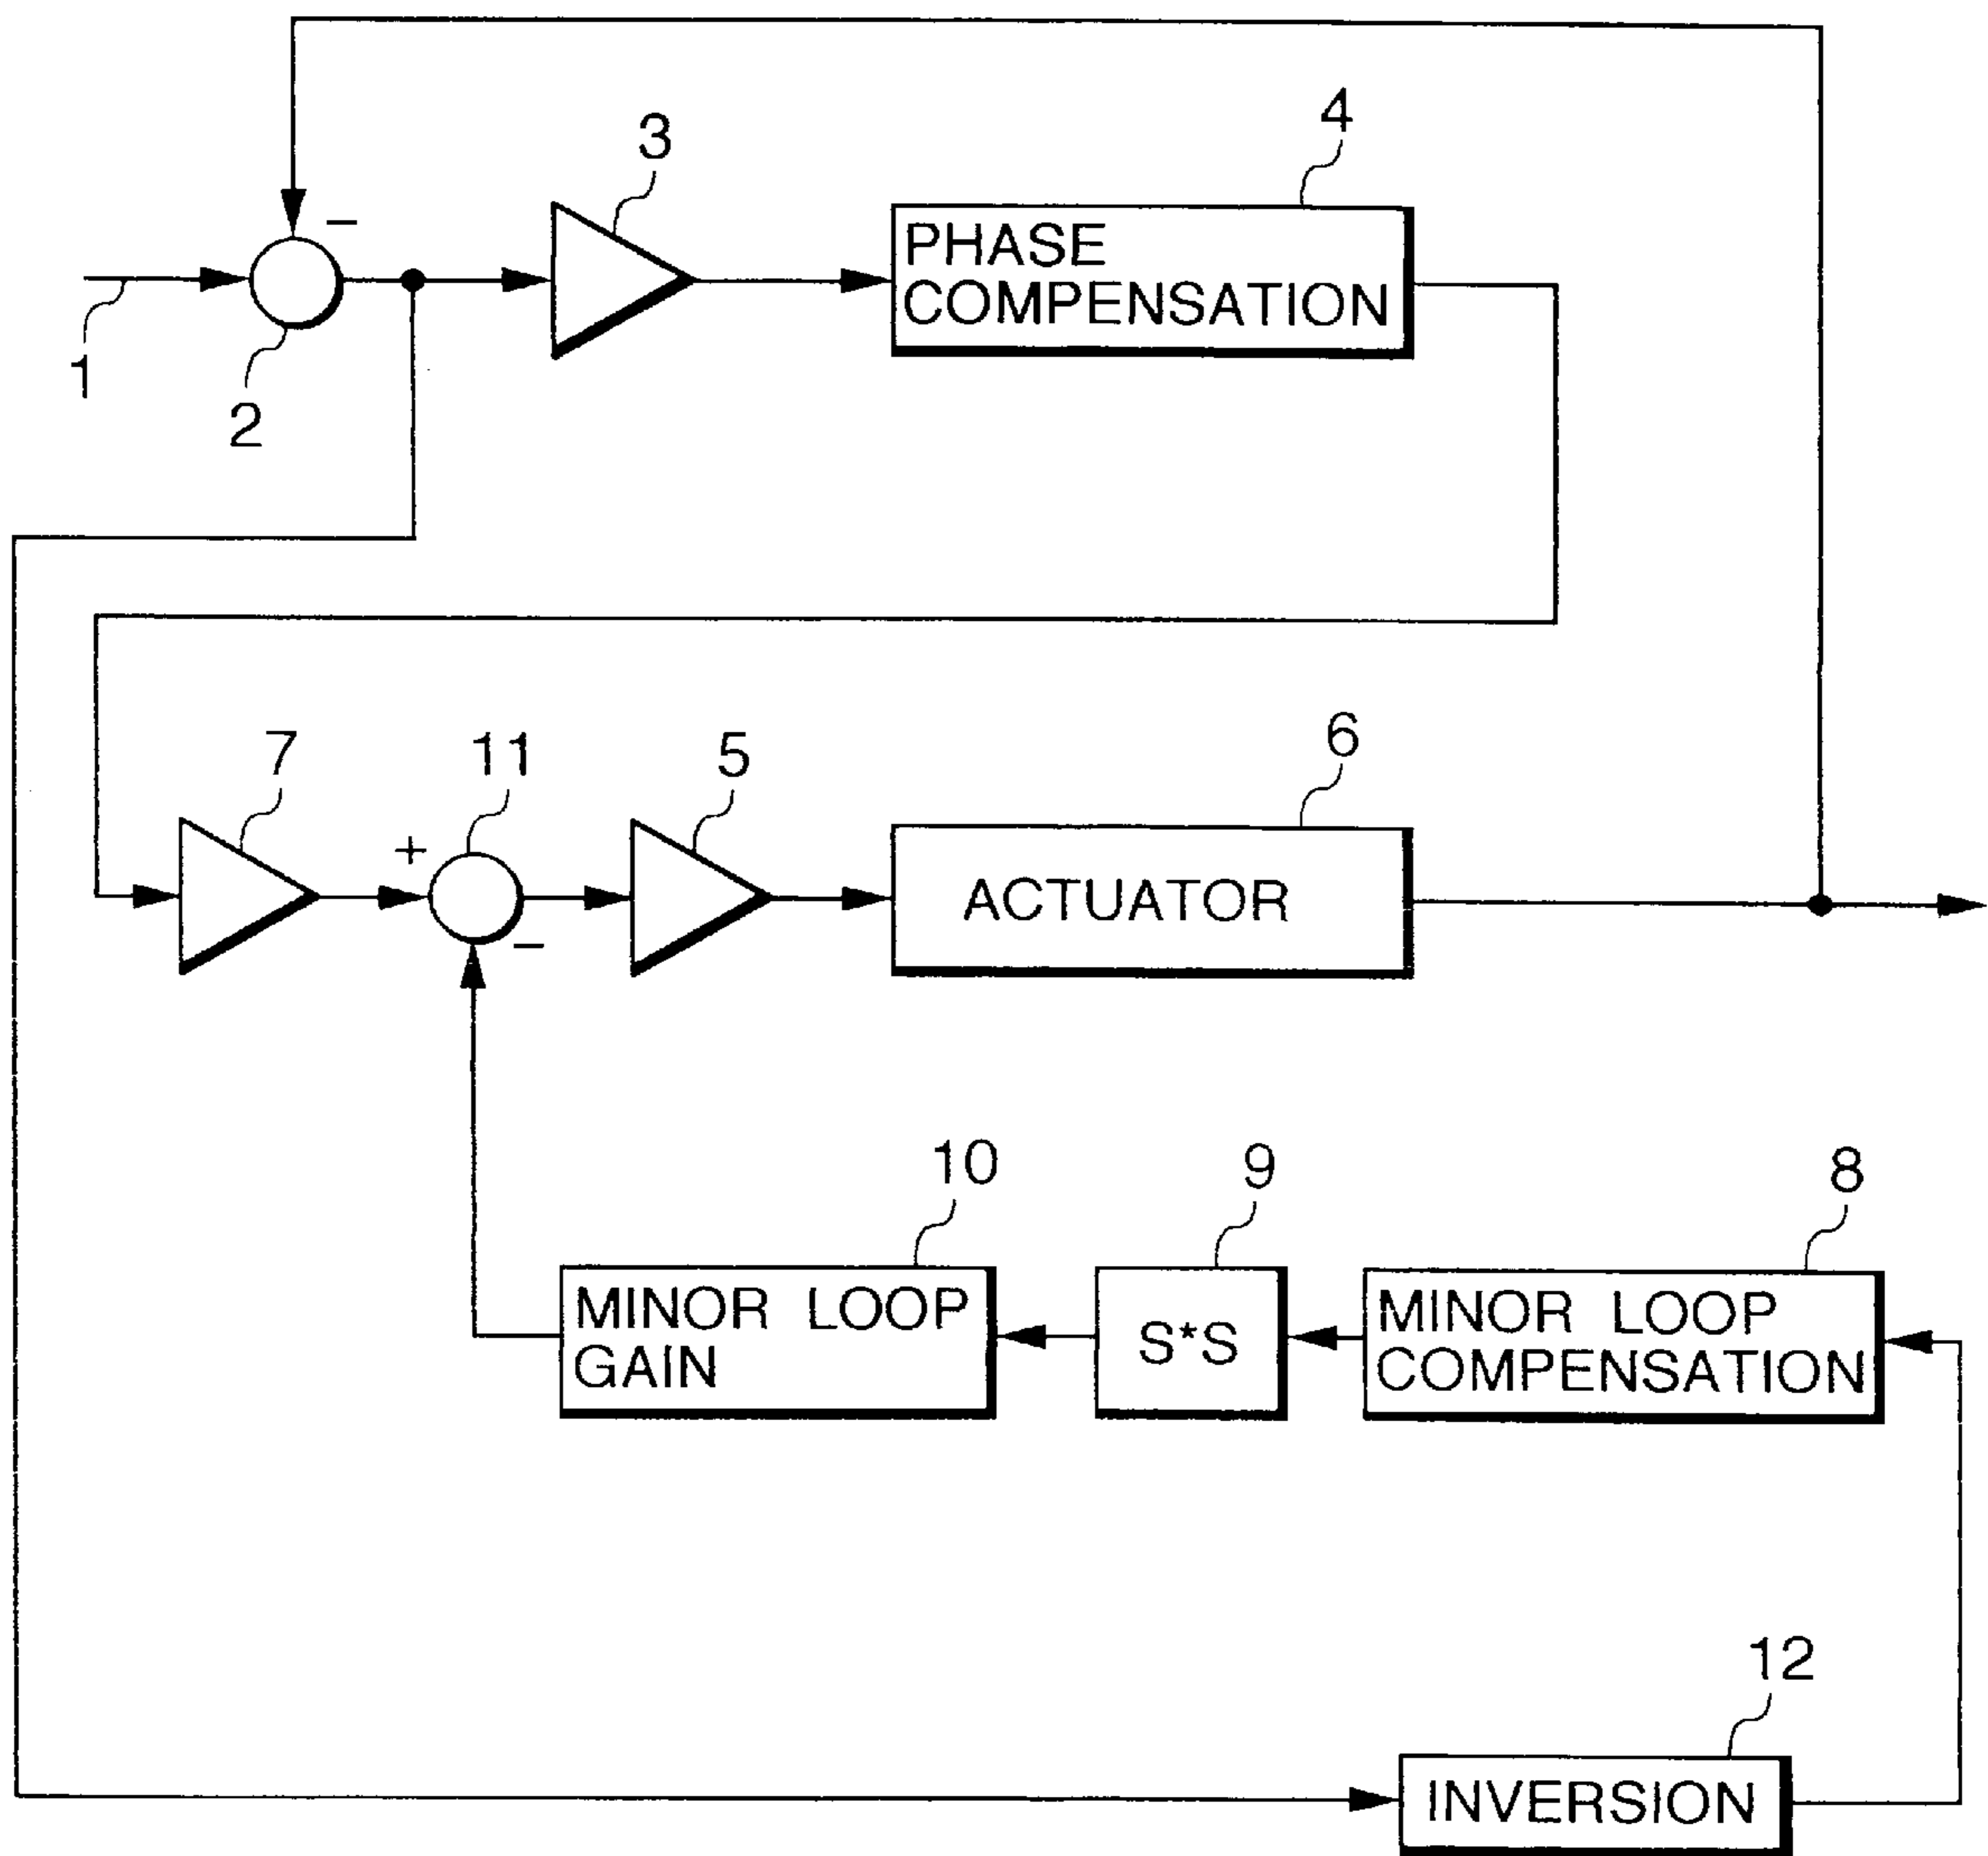 3
4
−
PHASE
COMPENSATION
1
2
7
11
5
6
+
ACTUATOR
−
10
9
8
MINOR LOOP
GAIN
S*S
MINOR LOOP
COMPENSATION
12
INVERSION